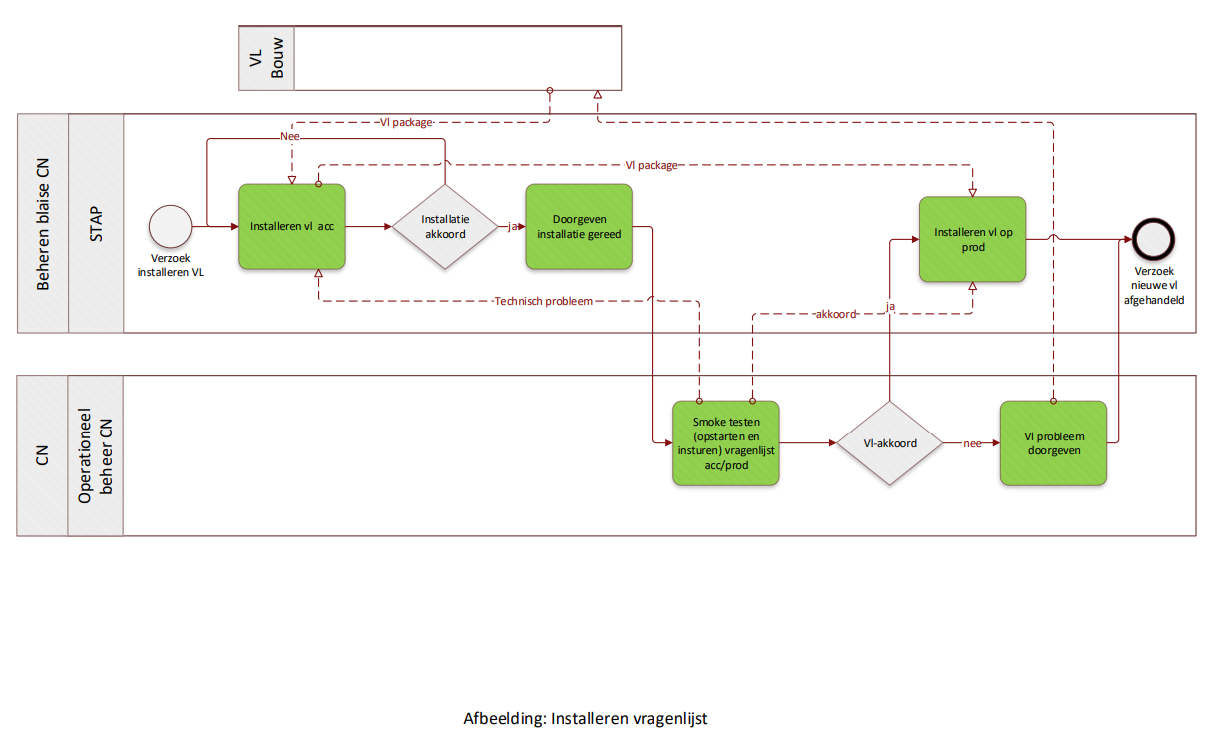 VL
Bouw
Beheren blaise CN
STAP
Vl package
Nee
Vl package
Verzoek
installeren VL
Installeren vl acc
Installatie
akkoord
ja
Doorgeven
installatie gereed
Installeren vl op
prod
Verzoek
nieuwe vl
afgehandeld
Technisch probleem
akkoord
ja
CN
Operationeel
beheer CN
Smoke testen
(opstarten en
insturen) vragenlijst
acc/prod
Vl-akkoord
nee
Vl probleem
doorgeven
Afbeelding: Installeren vragenlijst